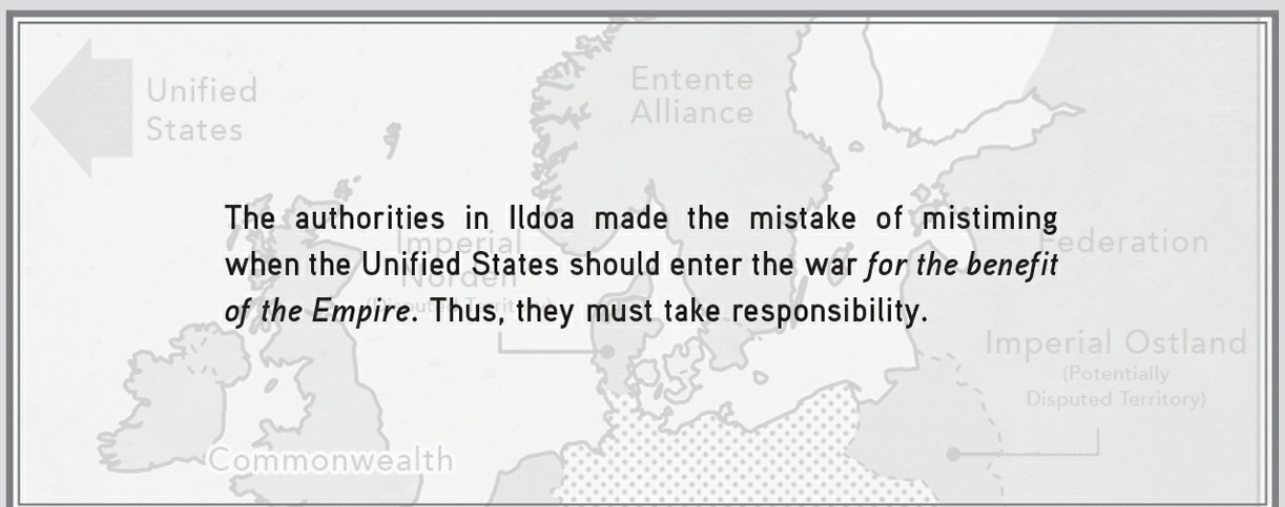 Unified
States
Entente
Alliance
The authorities in Ildoa made the mistake of mistiming
when the Unified States should enter the war for the benefit
of the Empire. Thus, they must take responsibility.
Imperial
Norden
(Disputed Territory)
Federation
Imperial Ostland
(Potentially
Disputed Territory)
Commonwealth